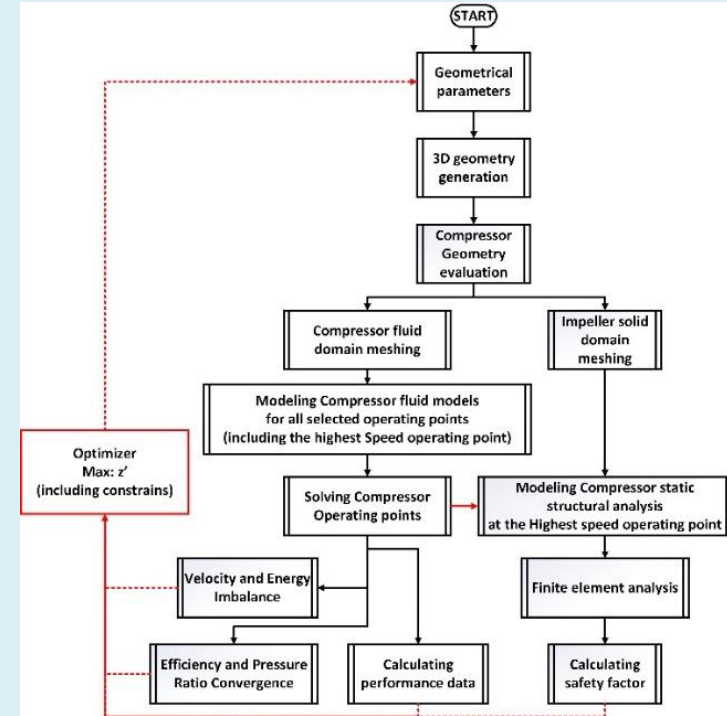 START
Geometrical
parameters
3D geometry
generation
Compressor
Geometry
evaluation
Compressor fluid
domain meshing
Impeller solid
domain
meshing
Modeling Compressor fluid models
for all selected operating points
(including the highest Speed operating point)
Optimizer
Max: z'
(including constrains)
Solving Compressor
Operating points
Modeling Compressor static
structural analysis
at the Highest speed operating point
Velocity and Energy
Imbalance
Finite element analysis
Efficiency and Pressure
Ratio Convergence
Calculating
performance data
Calculating
safety factor